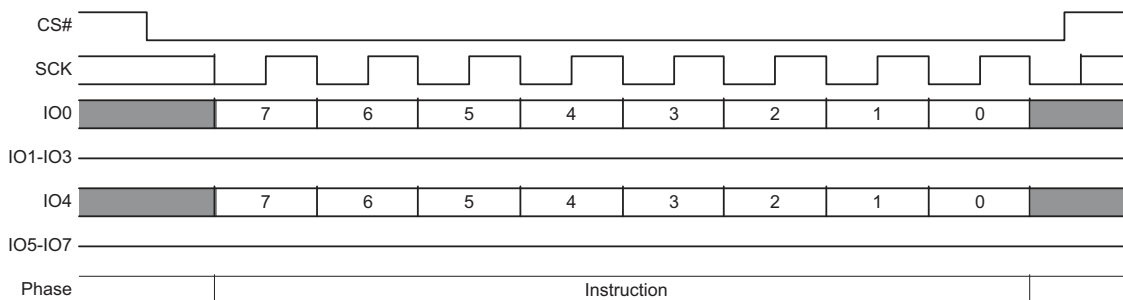 CS#
SCK
IO0 7 6 5 4 3 2 1 0
IO1-IO3
IO4 7 6 5 4 3 2 1 0
IO5-IO7
Phase Instruction